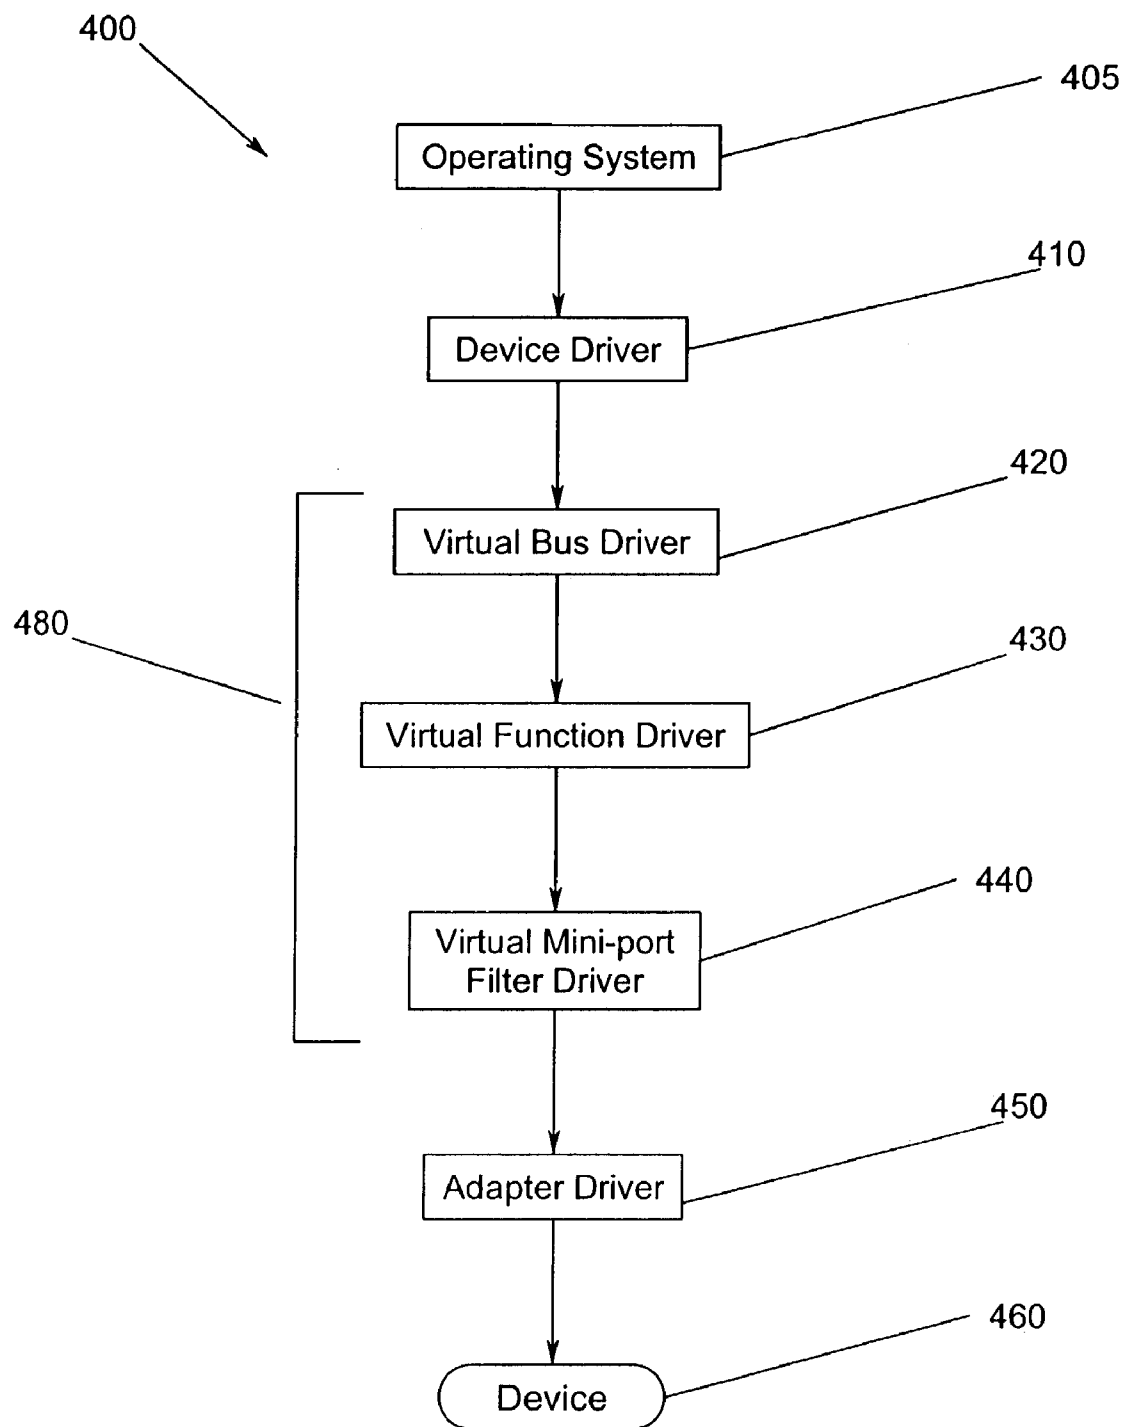 400
405
Operating System
410
Device Driver
420
Virtual Bus Driver
480
430
Virtual Function Driver
440
Virtual Mini-port
Filter Driver
450
Adapter Driver
460
Device